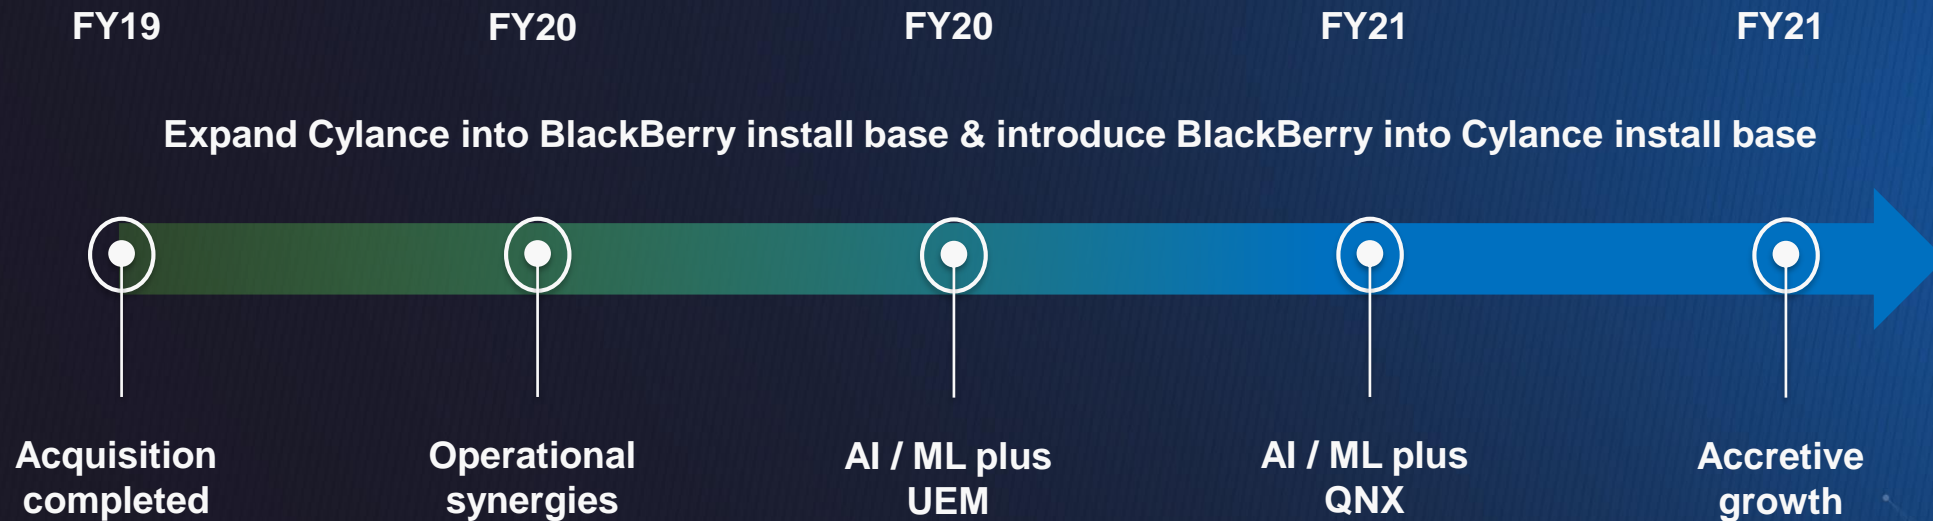 FY19
FY20
FY20
FY21
FY21
Expand Cylance into BlackBerry install base & introduce BlackBerry into Cylance install base
Acquisition
completed
Operational
synergies
AI / ML plus
UEM
AI / ML plus
QNX
Accretive
growth